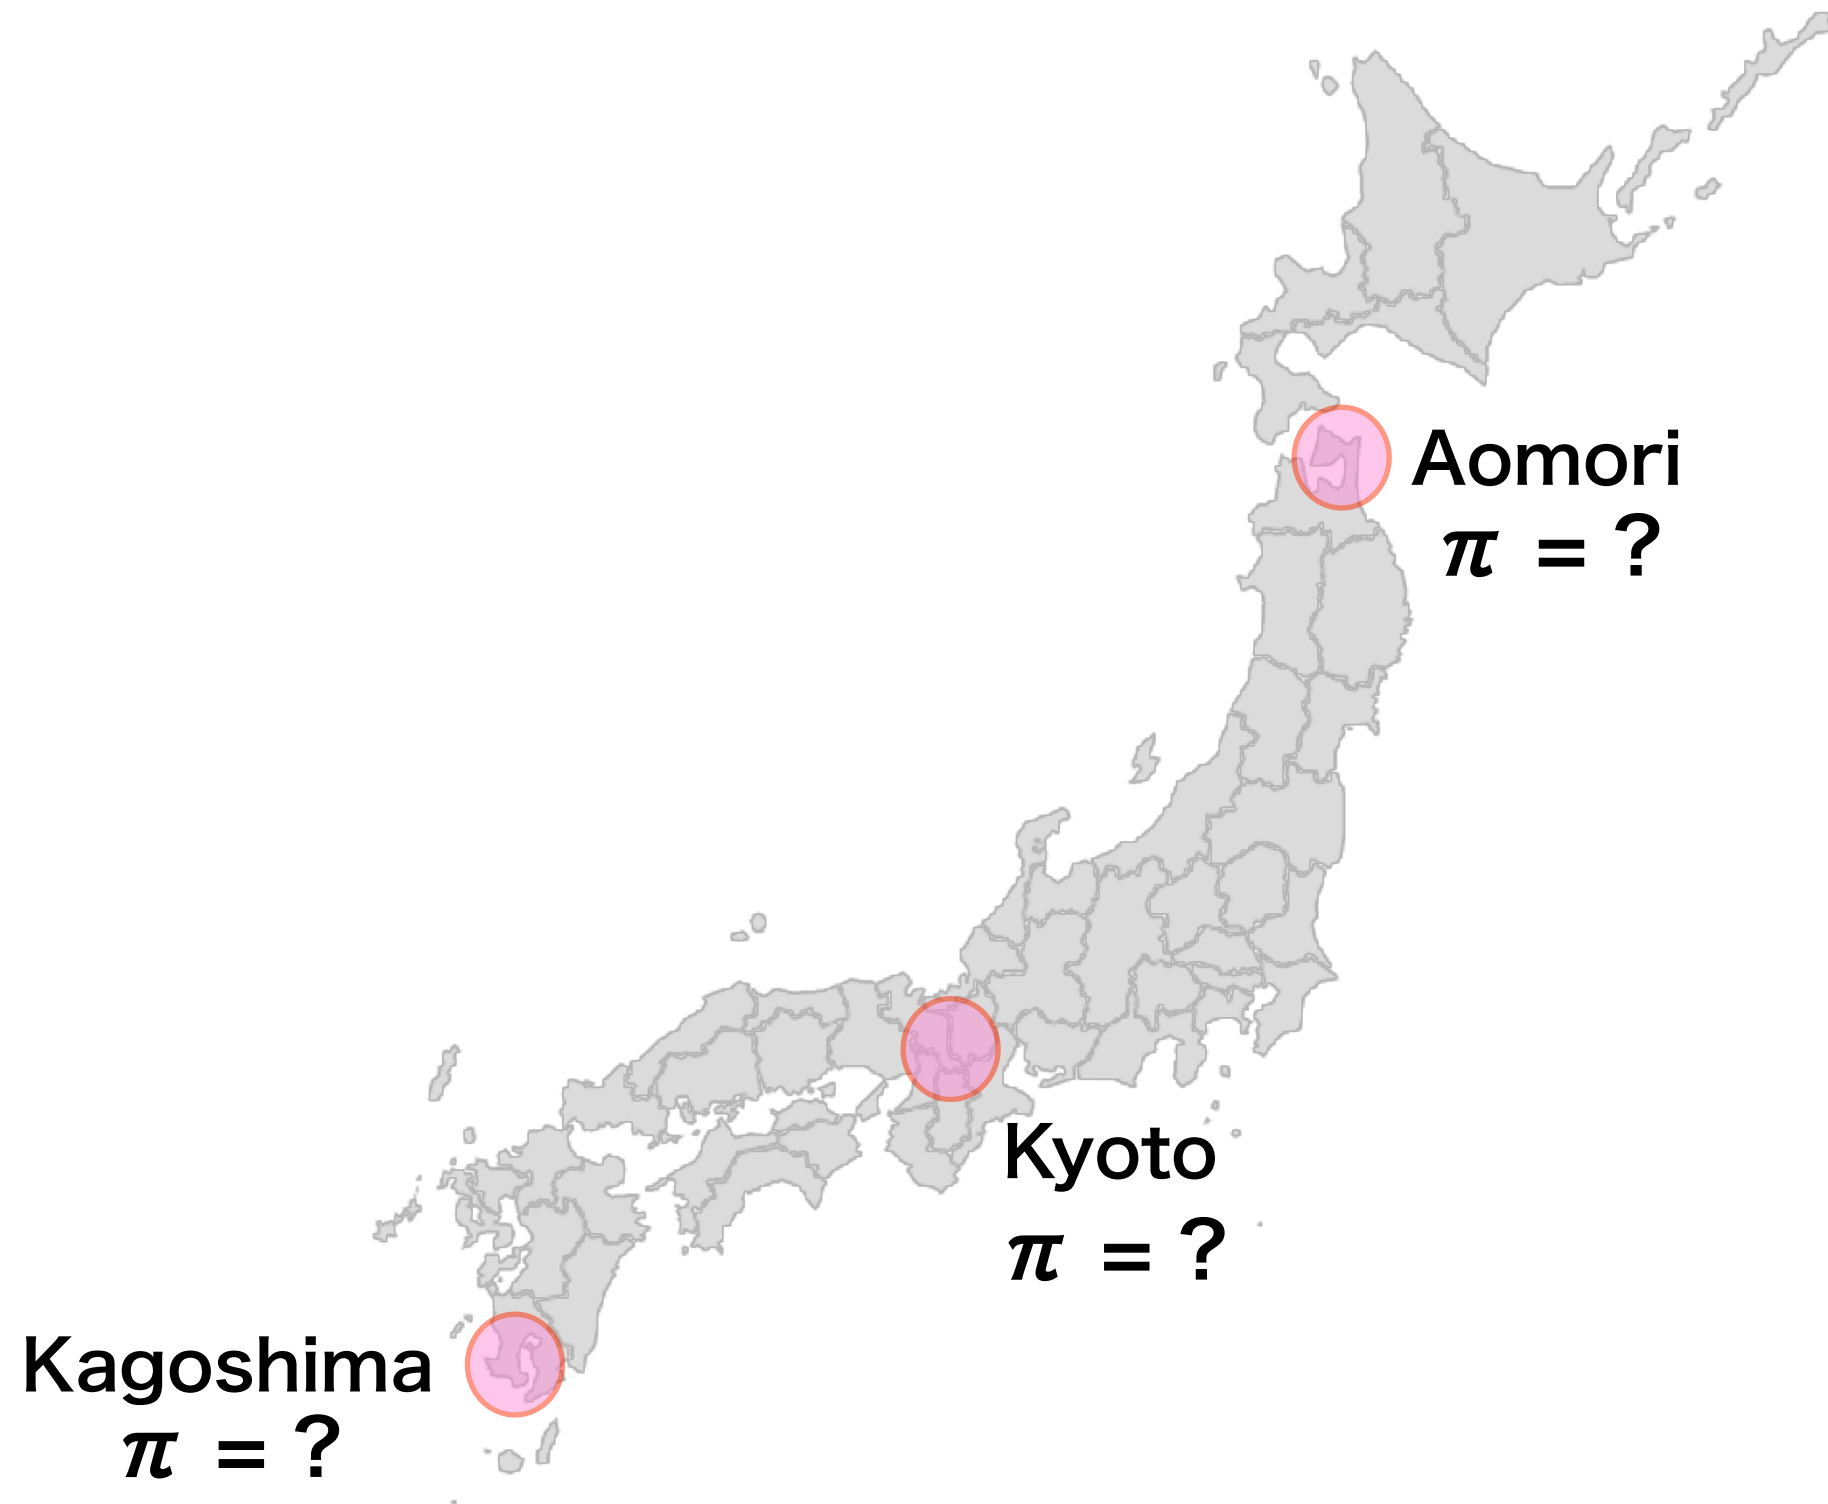 Aomori
π = ?
Kyoto
π = ?
Kagoshima
π = ?